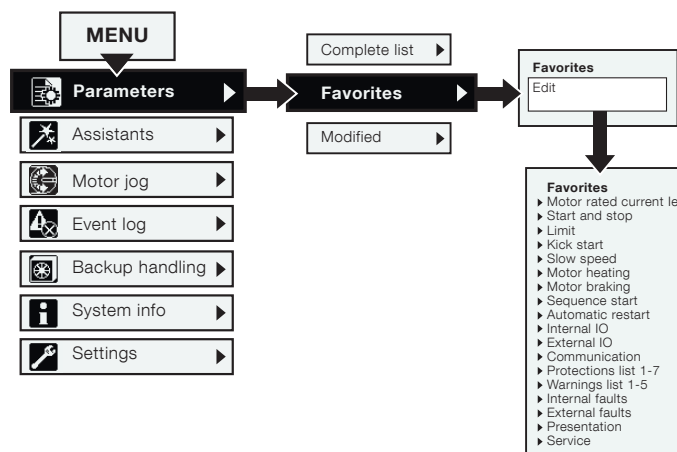 MENU
Parameters
Assistants
Motor jog
Event log
Backup handling
System info
Settings
Complete list
Favorites
Modified
Favorites
Edit
Favorites
Motor rated current le
Start and stop
Limit
Kick start
Slow speed
Motor heating
Motor braking
Sequence start
Automatic restart
Internal IO
External IO
Communication
Protections list 1-7
Warnings list 1-5
Internal faults
External faults
Presentation
Service